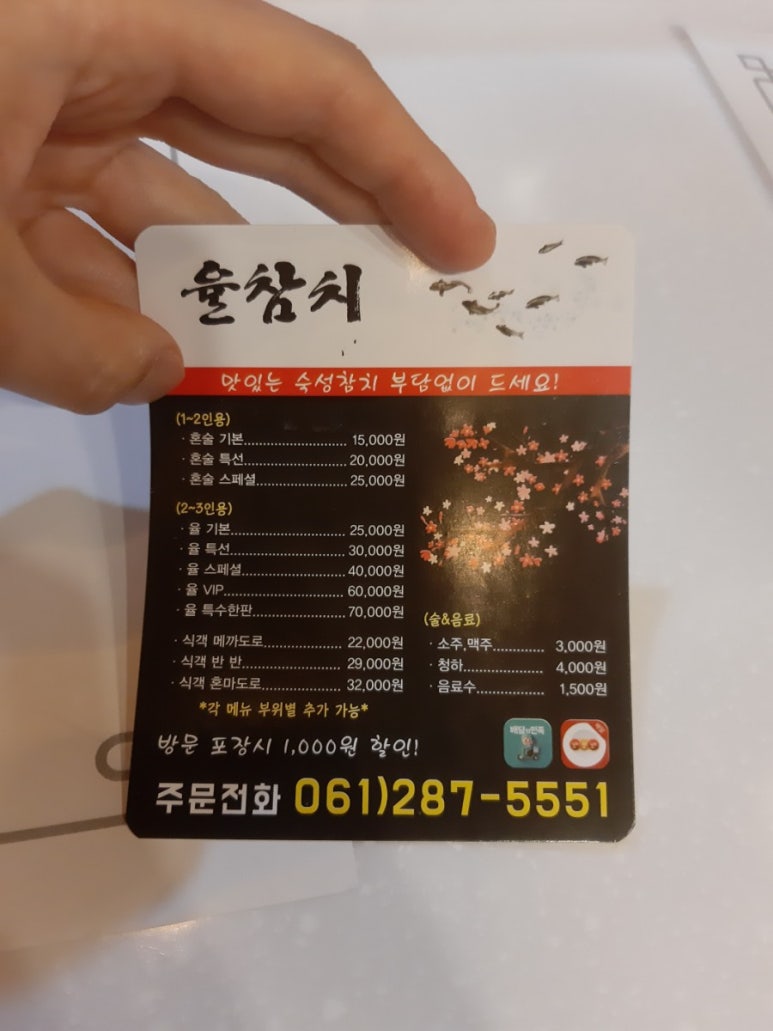 율참치
맛있는 숙성참치 부담없이 드세요!
(1~2인용)
· 혼술 기본.......................... 15,000원
· 혼술 특선.......................... 20,000원
· 혼술 스페셜....................... 25,000원
(2~3인용)
· 율 기본............................. 25,000원
· 율 특선............................. 30,000원
· 율 스페셜.......................... 40,000원
· 율 VIP.............................. 60,000원
· 율 특수한판....................... 70,000원
· 식객 메까도로.................... 22,000원
· 식객 반 반......................... 29,000원
· 식객 혼마도로.................... 32,000원
*각 메뉴 부위별 추가 가능*
(술&음료)
· 소주,맥주............. 3,000원
· 청하.................... 4,000원
· 음료수................. 1,500원
방문 포장시 1,000원 할인!
배달의민족
주문전화 061)287-5551